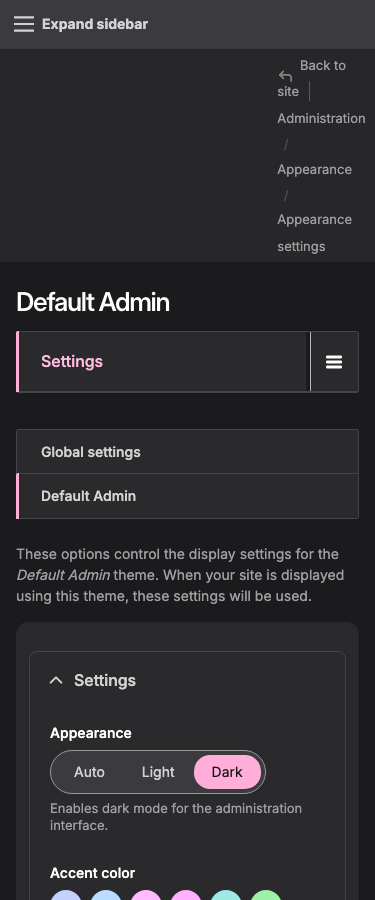 Expand sidebar
Back to
site
Administration
/
Appearance
/
Appearance
settings
Default Admin
Settings
Global settings
Default Admin
These options control the display settings for the
Default Admin theme. When your site is displayed
using this theme, these settings will be used.
Settings
Appearance
Auto Light Dark
Enables dark mode for the administration
interface.
Accent color